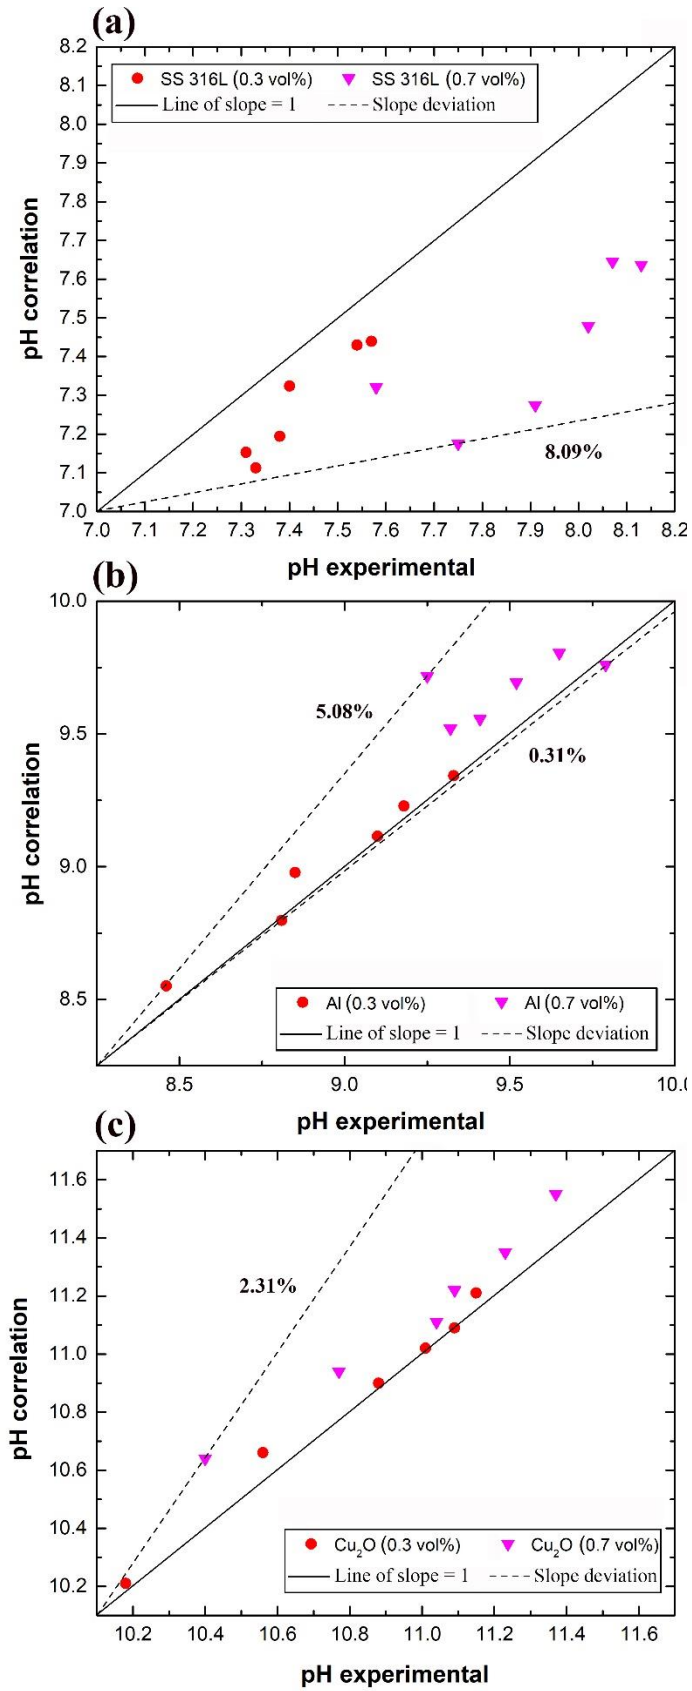 (a)
8.2
8.1
8.0
7.9
7.8
7.7
7.6
7.5
7.4
7.3
7.2
7.1
7.0
pH correlation
SS 316L (0.3 vol%) SS 316L (0.7 vol%)
Line of slope = 1 Slope deviation
8.09%
7.0 7.1 7.2 7.3 7.4 7.5 7.6 7.7 7.8 7.9 8.0 8.1 8.2
pH experimental
(b)
10.0
9.5
9.0
8.5
pH correlation
5.08%
0.31%
Al (0.3 vol%) Al (0.7 vol%)
Line of slope = 1 Slope deviation
8.5 9.0 9.5 10.0
pH experimental
(c)
11.6
11.4
11.2
11.0
10.8
10.6
10.4
10.2
pH correlation
2.31%
Cu₂O (0.3 vol%) Cu₂O (0.7 vol%)
Line of slope = 1 Slope deviation
10.2 10.4 10.6 10.8 11.0 11.2 11.4 11.6
pH experimental